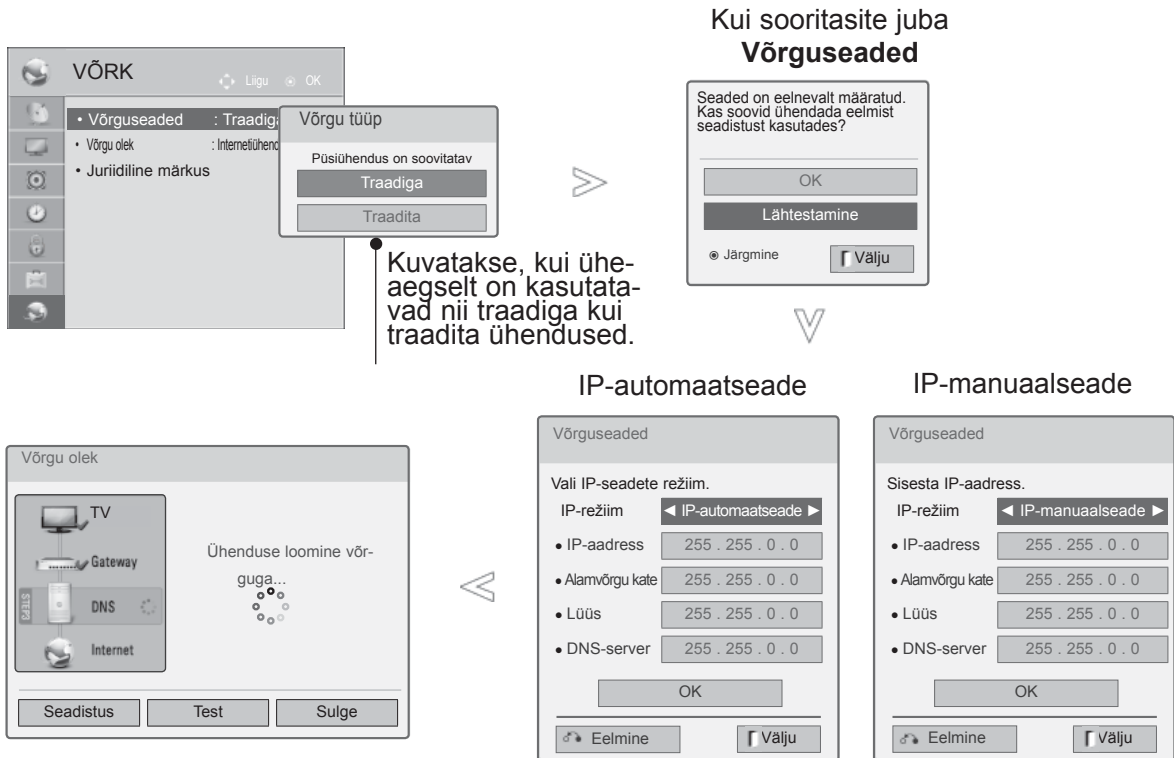 Kui sooritasite juba
Võrguseaded
VÕRK
Liigu
OK
• Võrguseaded : Traadiga
• Võrgu olek : Internetiühend
• Juriidiline märkus
Võrgu tüüp
Püsiühendus on soovitatav
Traadiga
Traadita
Kuvatakse, kui ühe-
aegselt on kasutata-
vad nii traadiga kui
traadita ühendused.
Seaded on eelnevalt määratud.
Kas soovid ühendada eelmist
seadistust kasutades?
OK
Lähtestamine
◉ Järgmine
Välju
IP-automaatseade
Võrguseaded
Vali IP-seadete režiim.
IP-režiim ◄ IP-automaatseade ►
• IP-aadress 255 . 255 . 0 . 0
• Alamvõrgu kate 255 . 255 . 0 . 0
• Lüüs 255 . 255 . 0 . 0
• DNS-server 255 . 255 . 0 . 0
OK
Eelmine
Välju
IP-manuaalseade
Võrguseaded
Sisesta IP-aadress.
IP-režiim ◄ IP-manuaalseade ►
• IP-aadress 255 . 255 . 0 . 0
• Alamvõrgu kate 255 . 255 . 0 . 0
• Lüüs 255 . 255 . 0 . 0
• DNS-server 255 . 255 . 0 . 0
OK
Eelmine
Välju
Võrgu olek
TV
Gateway
STEP3
DNS
Internet
Ühenduse loomine võr-
guga...
Seadistus
Test
Sulge